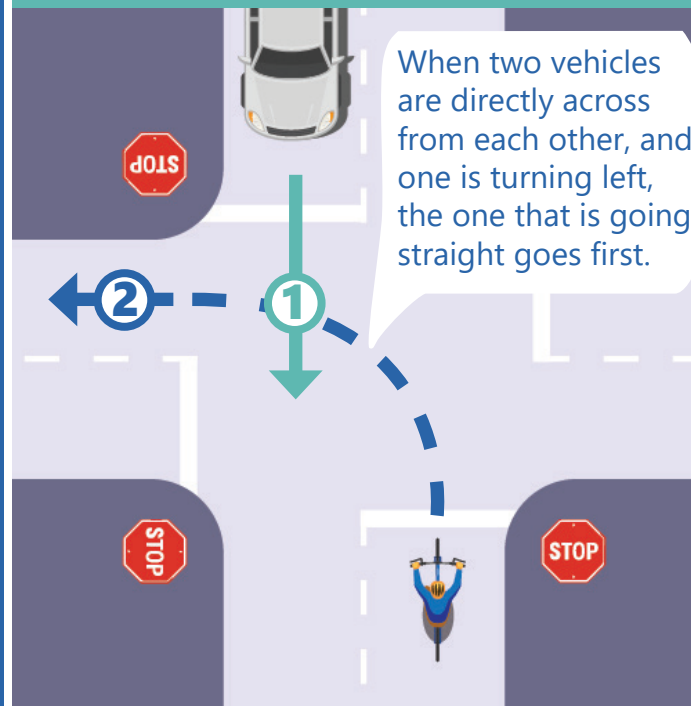 When two vehicles
are directly across
from each other, and
one is turning left,
the one that is going
straight goes first.
STOP
2
1
STOP
STOP